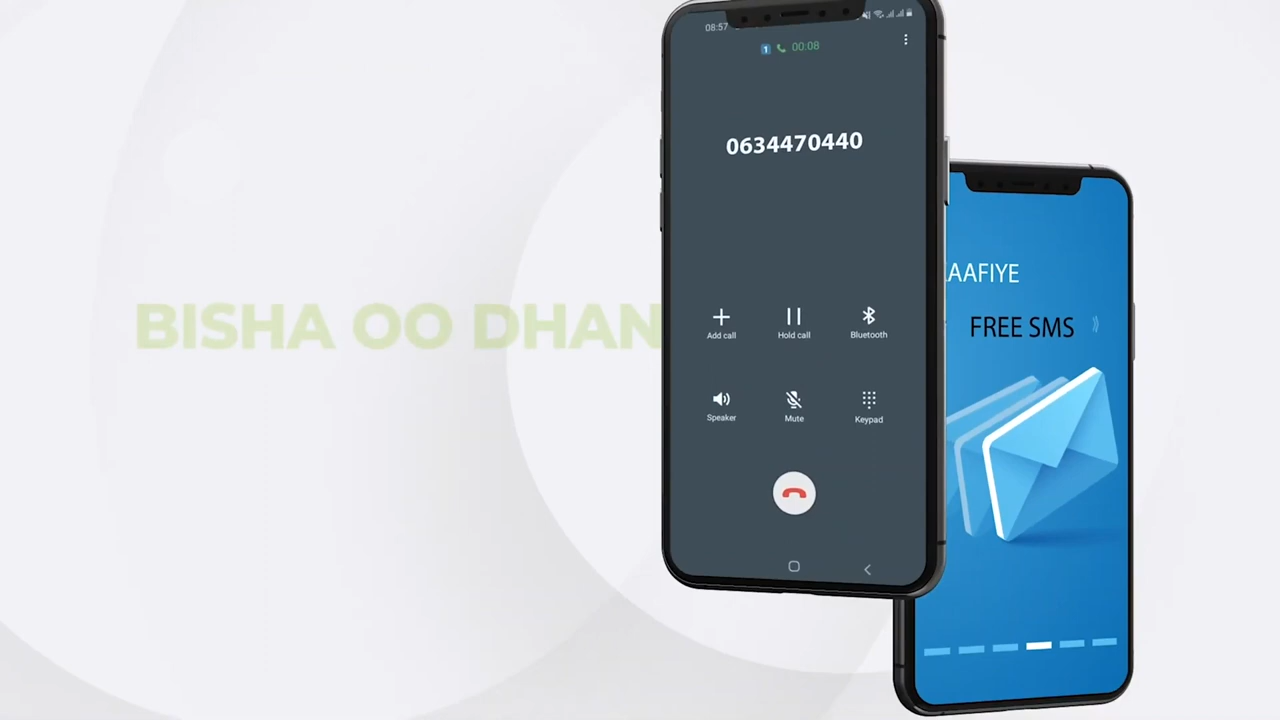 08:57
1 00:08
0634470440
BISHA OO DHAN
Add call
Hold call
Bluetooth
Speaker
Mute
Keypad
AAFIYE
FREE SMS